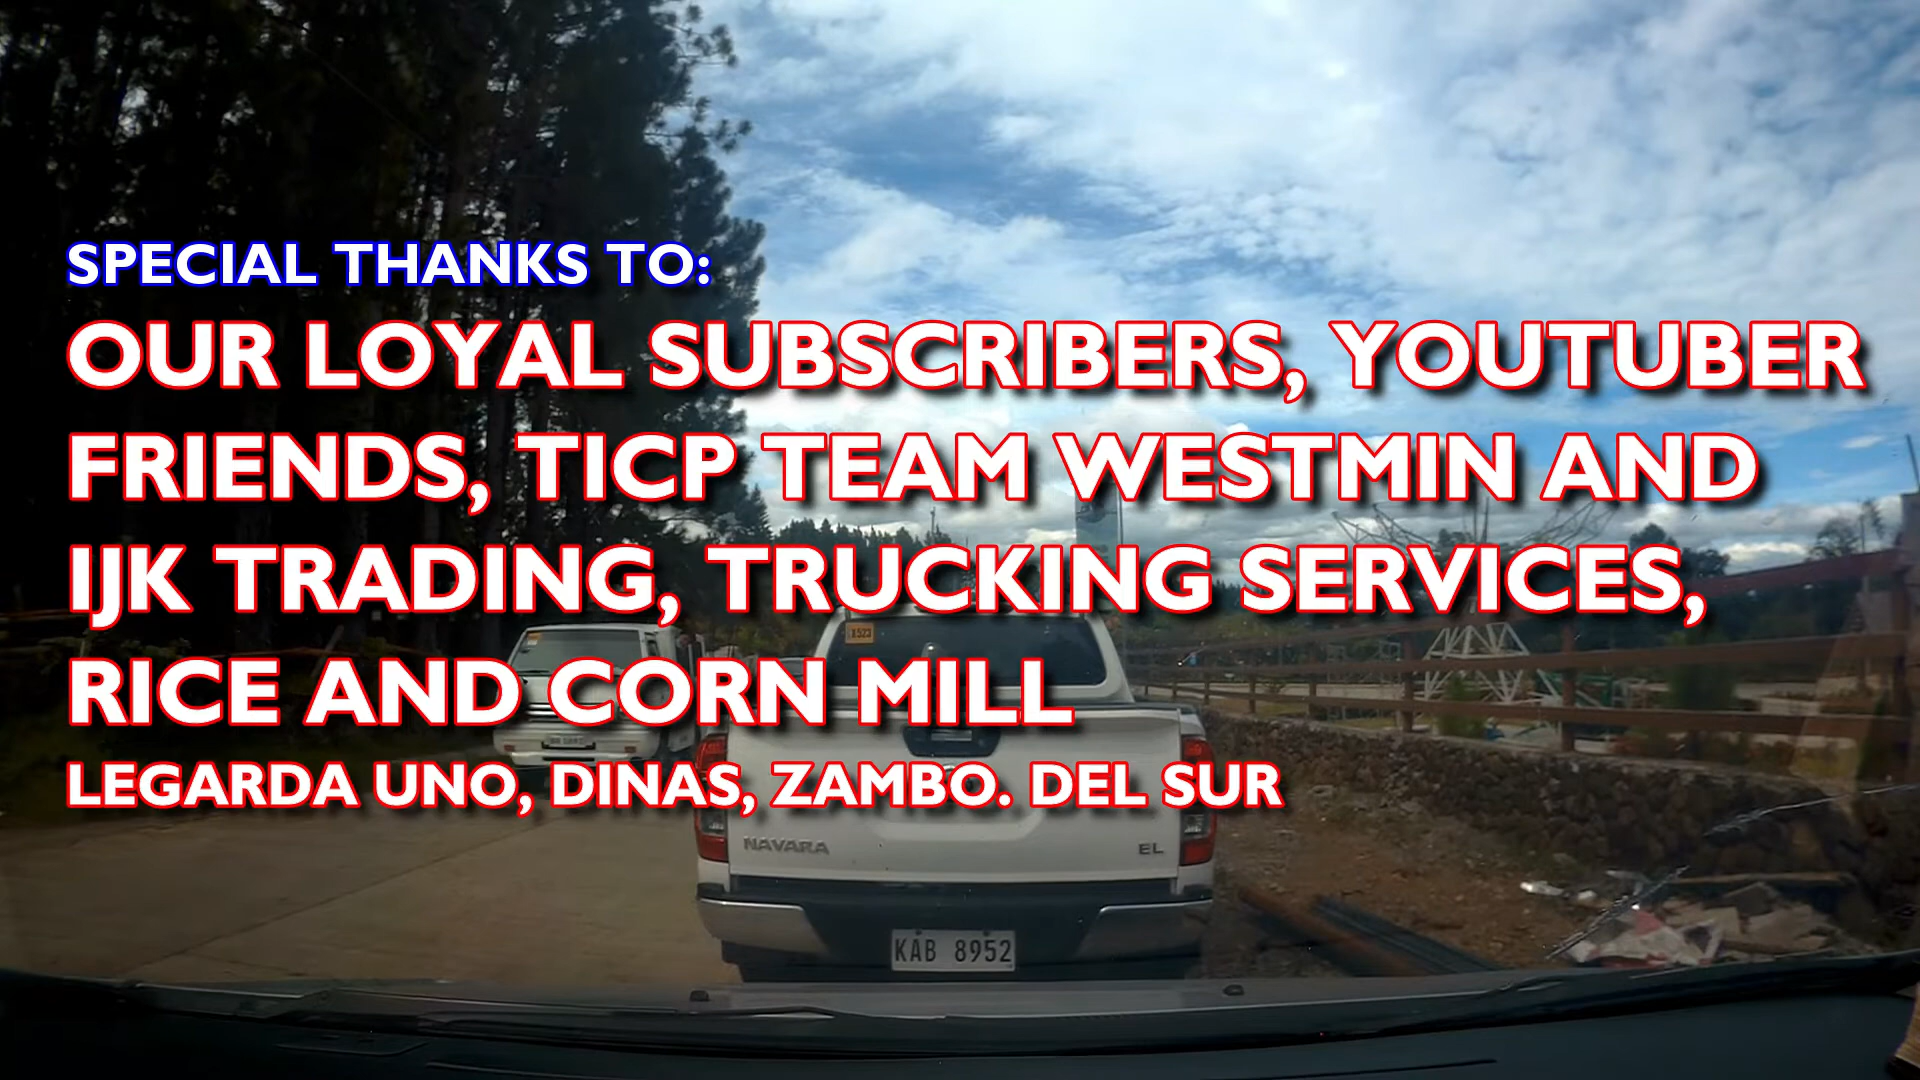 SPECIAL THANKS TO:
OUR LOYAL SUBSCRIBERS, YOUTUBER
FRIENDS, TICP TEAM WESTMIN AND
IJK TRADING, TRUCKING SERVICES,
RICE AND CORN MILL
LEGARDA UNO, DINAS, ZAMBO. DEL SUR
NAVARA EL
KAB 8952